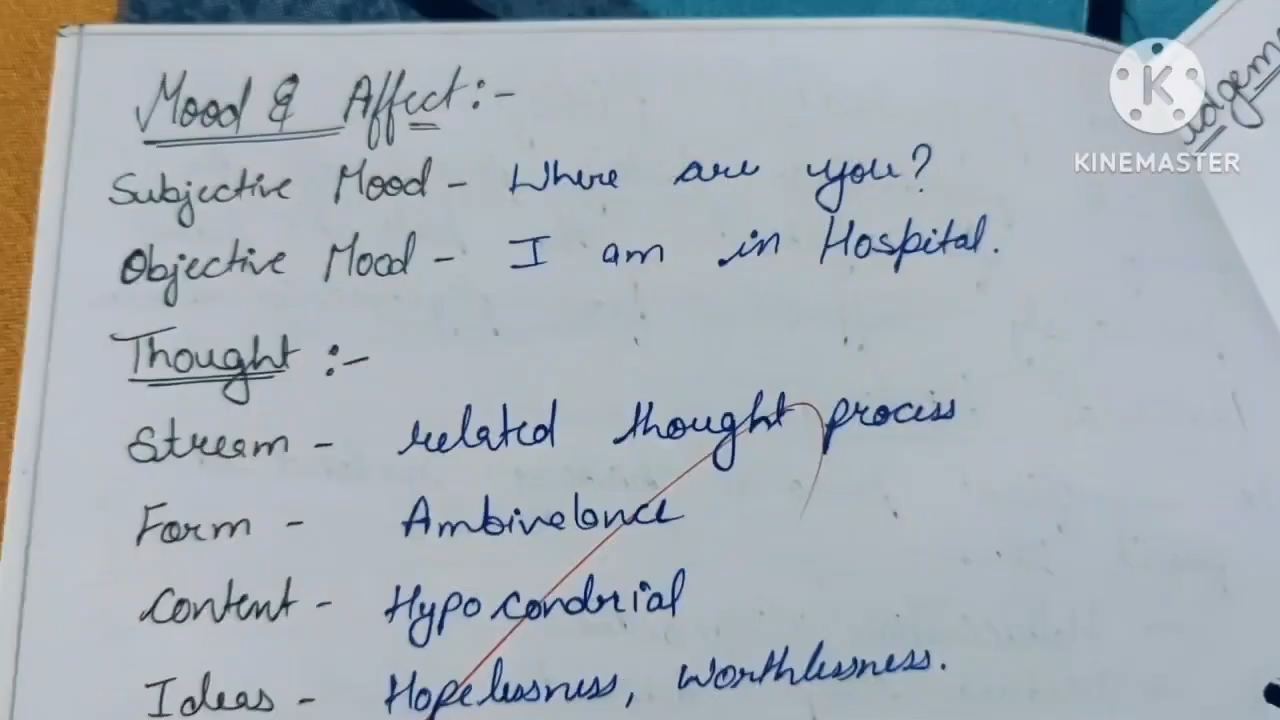 Mood & Affect:-
KINEMASTER
Subjective Mood - Where are you?
Objective Mood - I am in Hospital.
Thought :-
Stream - related thought process
Form - Ambivelance
Content - Hypocondrial
Ideas - Hopelessness, worthlessness.